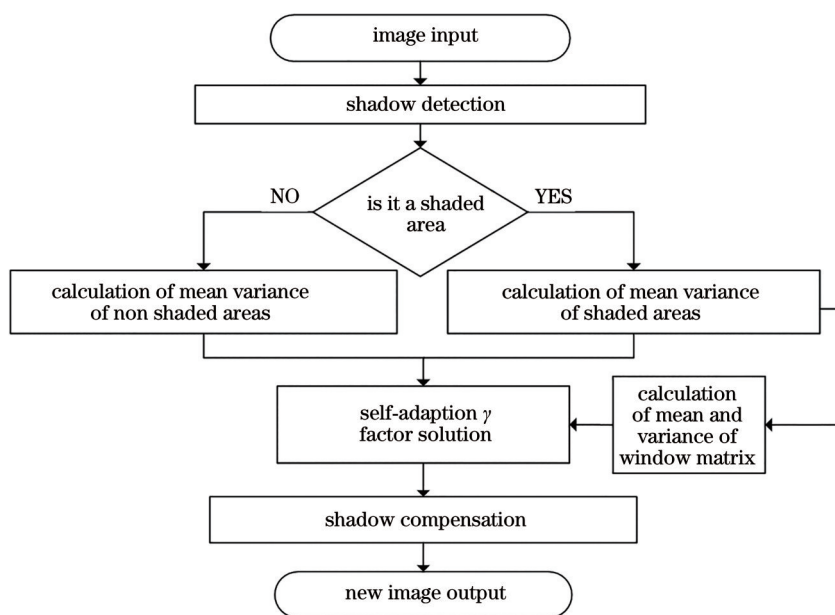 image input
shadow detection
NO
YES
is it a shaded
area
calculation of mean variance
of non shaded areas
calculation of mean variance
of shaded areas
self-adaption γ
factor solution
calculation
of mean and
variance of
window matrix
shadow compensation
new image output